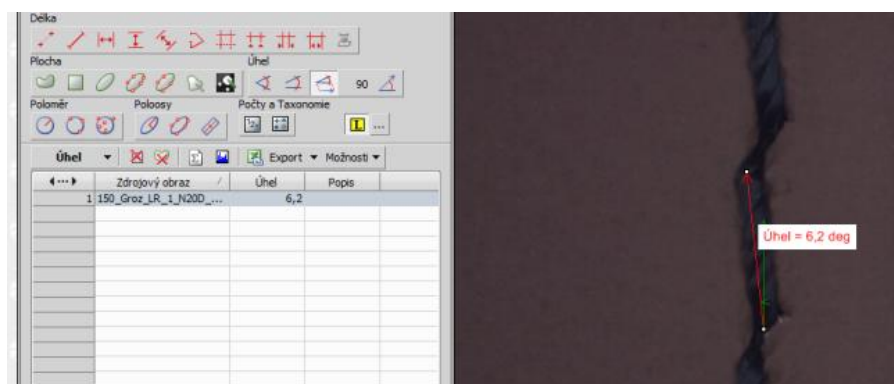 Délka
Plocha
Úhel
90
Poloměr
Poloosy
Počty a Taxonomie
L ...
Úhel
Export
Možnosti
Zdrojový obraz
Úhel
Popis
1 150_Groz_LR_1_N20D_... 6,2
Úhel = 6,2 deg